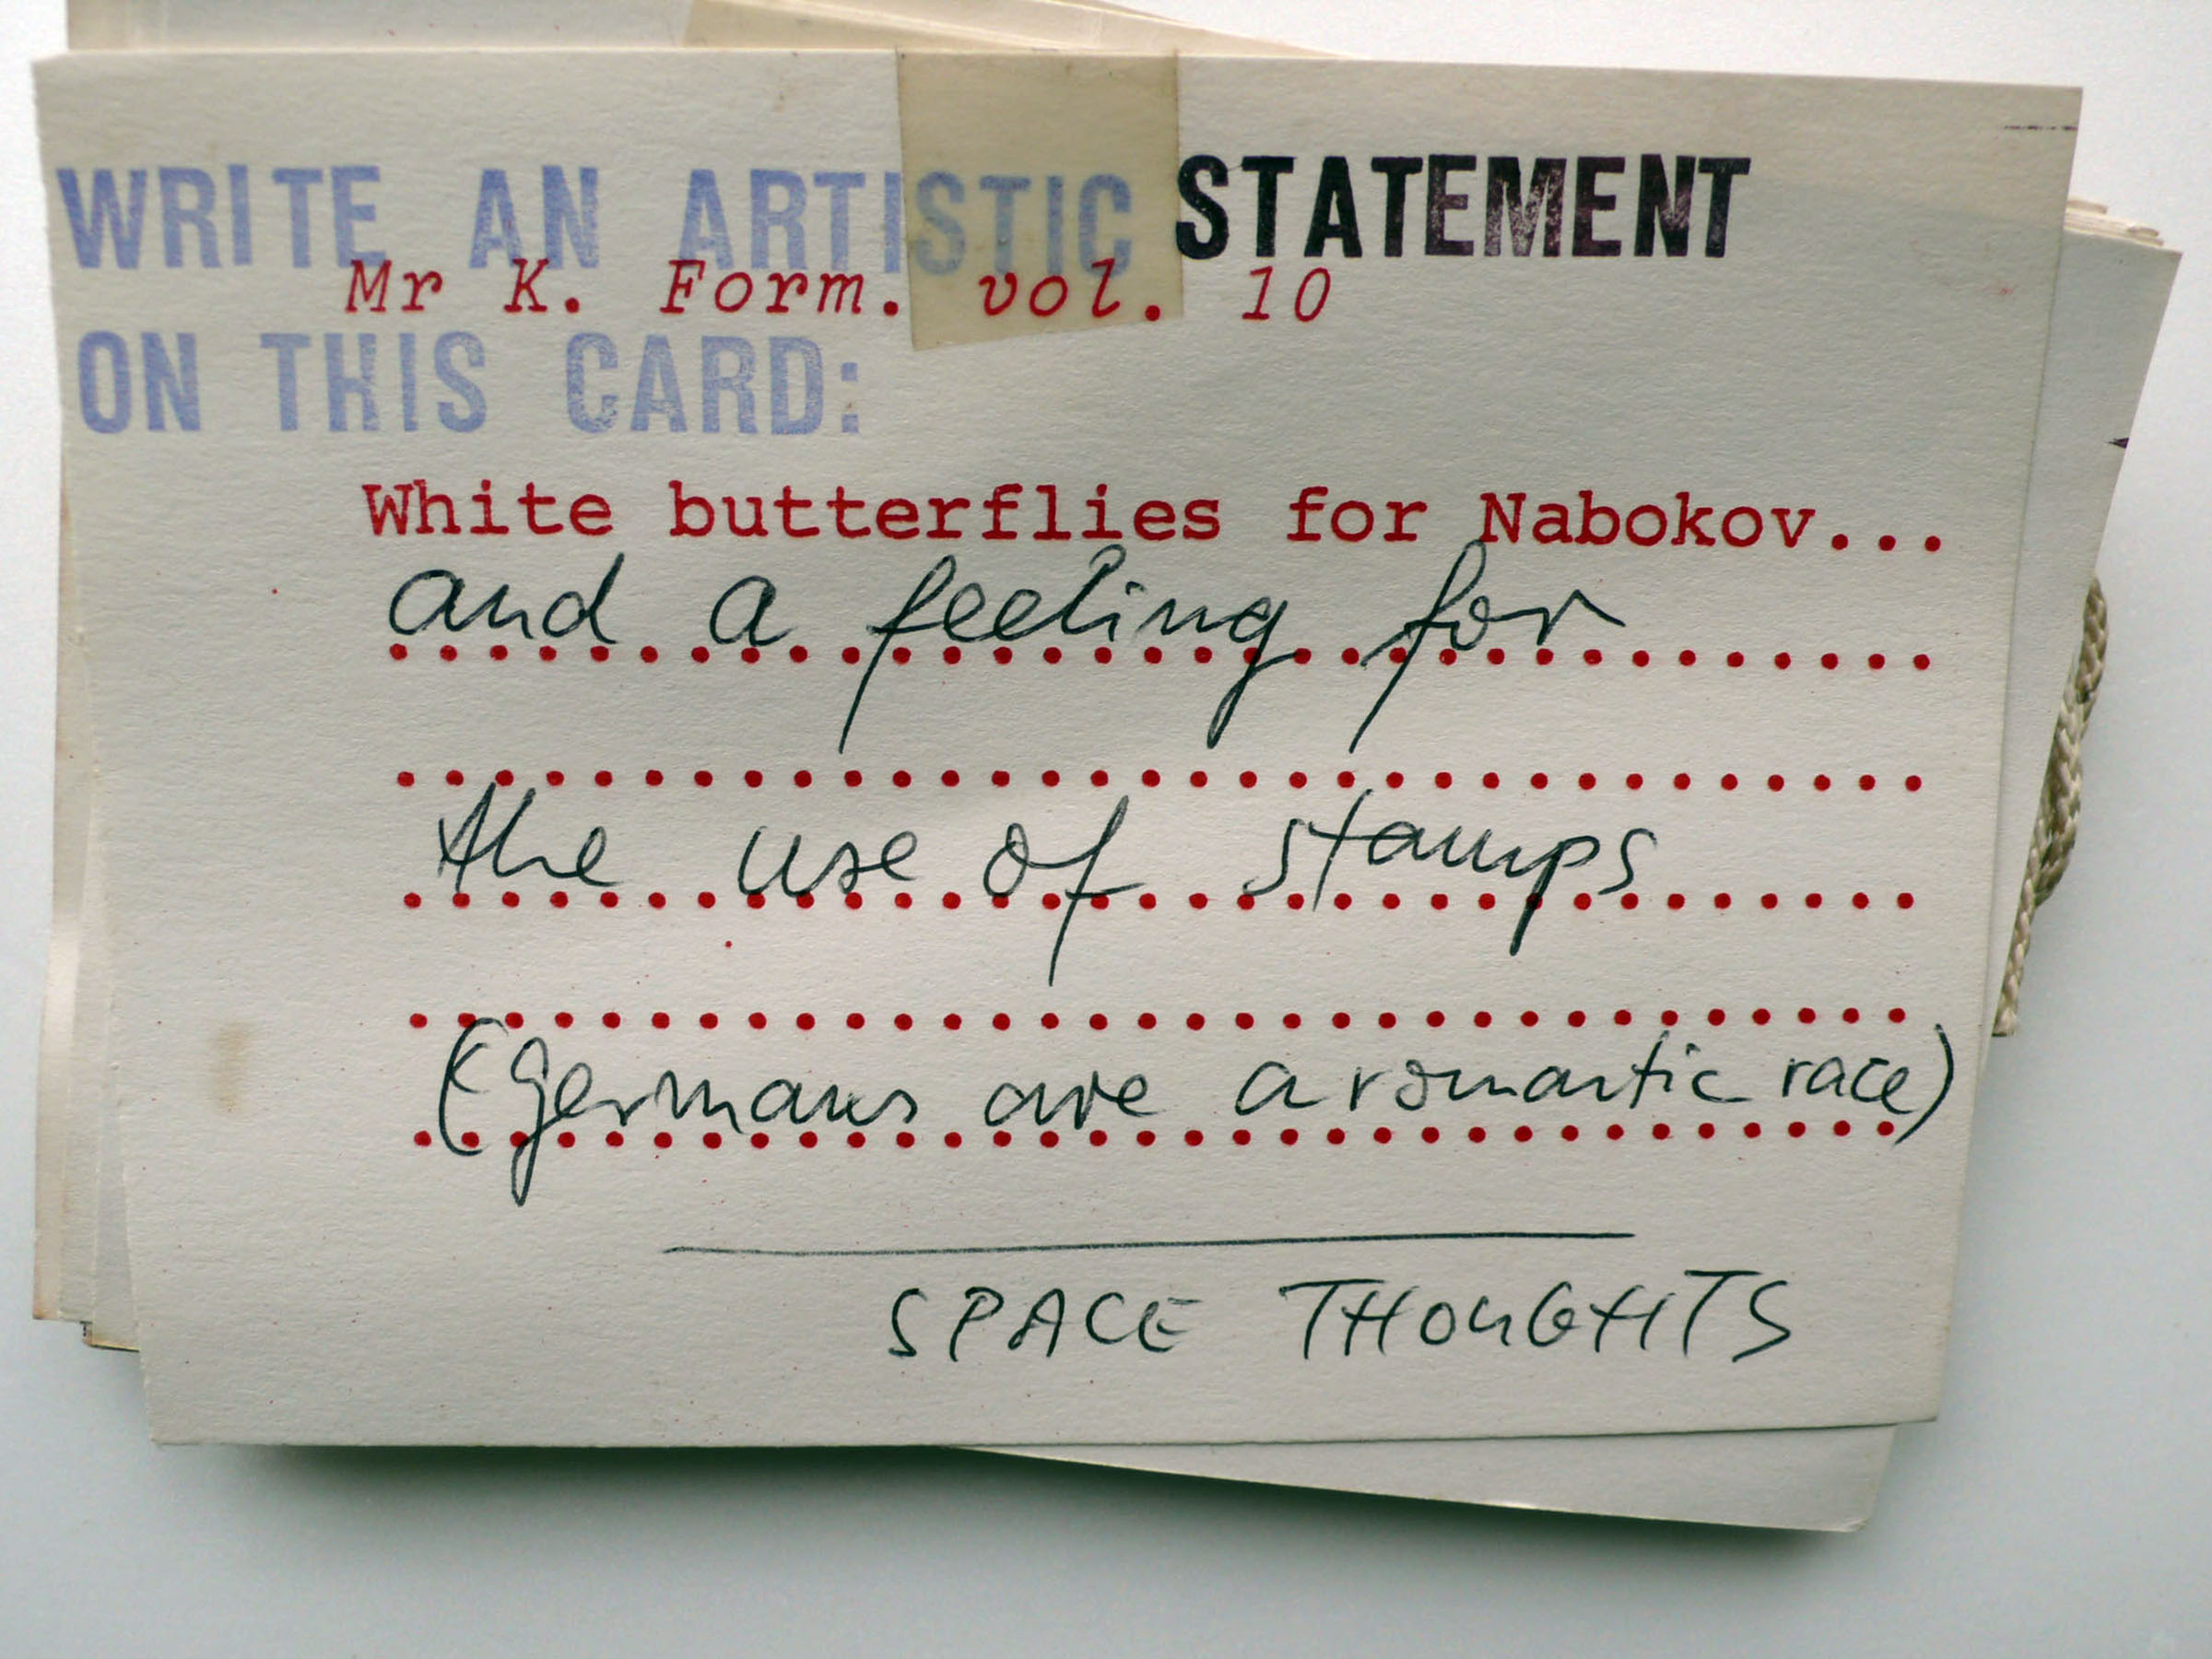 WRITE AN ARTISTIC STATEMENT
Mr K. Form. vol. 10
ON THIS CARD:
White butterflies for Nabokov...
and a feeling for
the use of stamps
(germans are a romantic race)
SPACE THOUGHTS